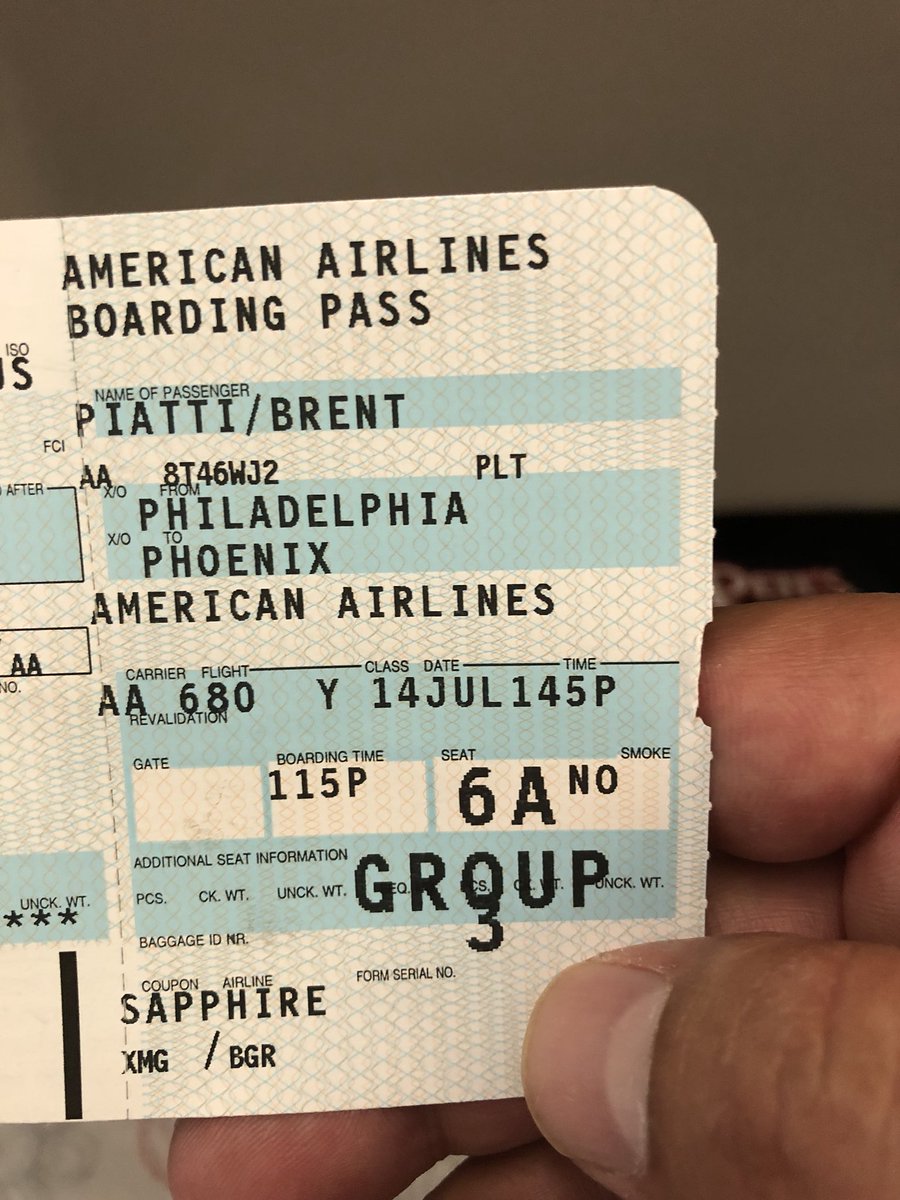 AMERICAN AIRLINES
BOARDING PASS
ISO
US
NAME OF PASSENGER
PIATTI/BRENT
FCI
AA 8T46WJ2 PLT
AFTER
X/O FROM
PHILADELPHIA
X/O TO
PHOENIX
AMERICAN AIRLINES
AA
NO.
CARRIER FLIGHT CLASS DATE TIME
AA 680 Y 14JUL145P
REVALIDATION
GATE BOARDING TIME SEAT SMOKE
115P 6A NO
ADDITIONAL SEAT INFORMATION
GROUP
3
PCS. CK. WT. UNCK. WT. UNCK. WT.
UNCK. WT.
***
BAGGAGE ID NR.
COUPON AIRLINE FORM SERIAL NO.
SAPPHIRE
XMG / BGR